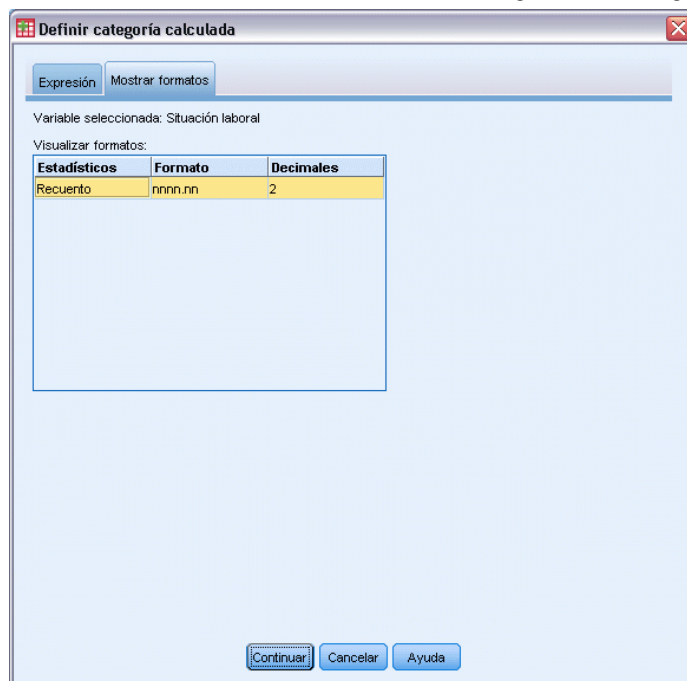 Definir categoría calculada
Expresión Mostrar formatos
Variable seleccionada: Situación laboral
Visualizar formatos:
Estadísticos Formato Decimales
Recuento nnnn.nn 2
Continuar Cancelar Ayuda